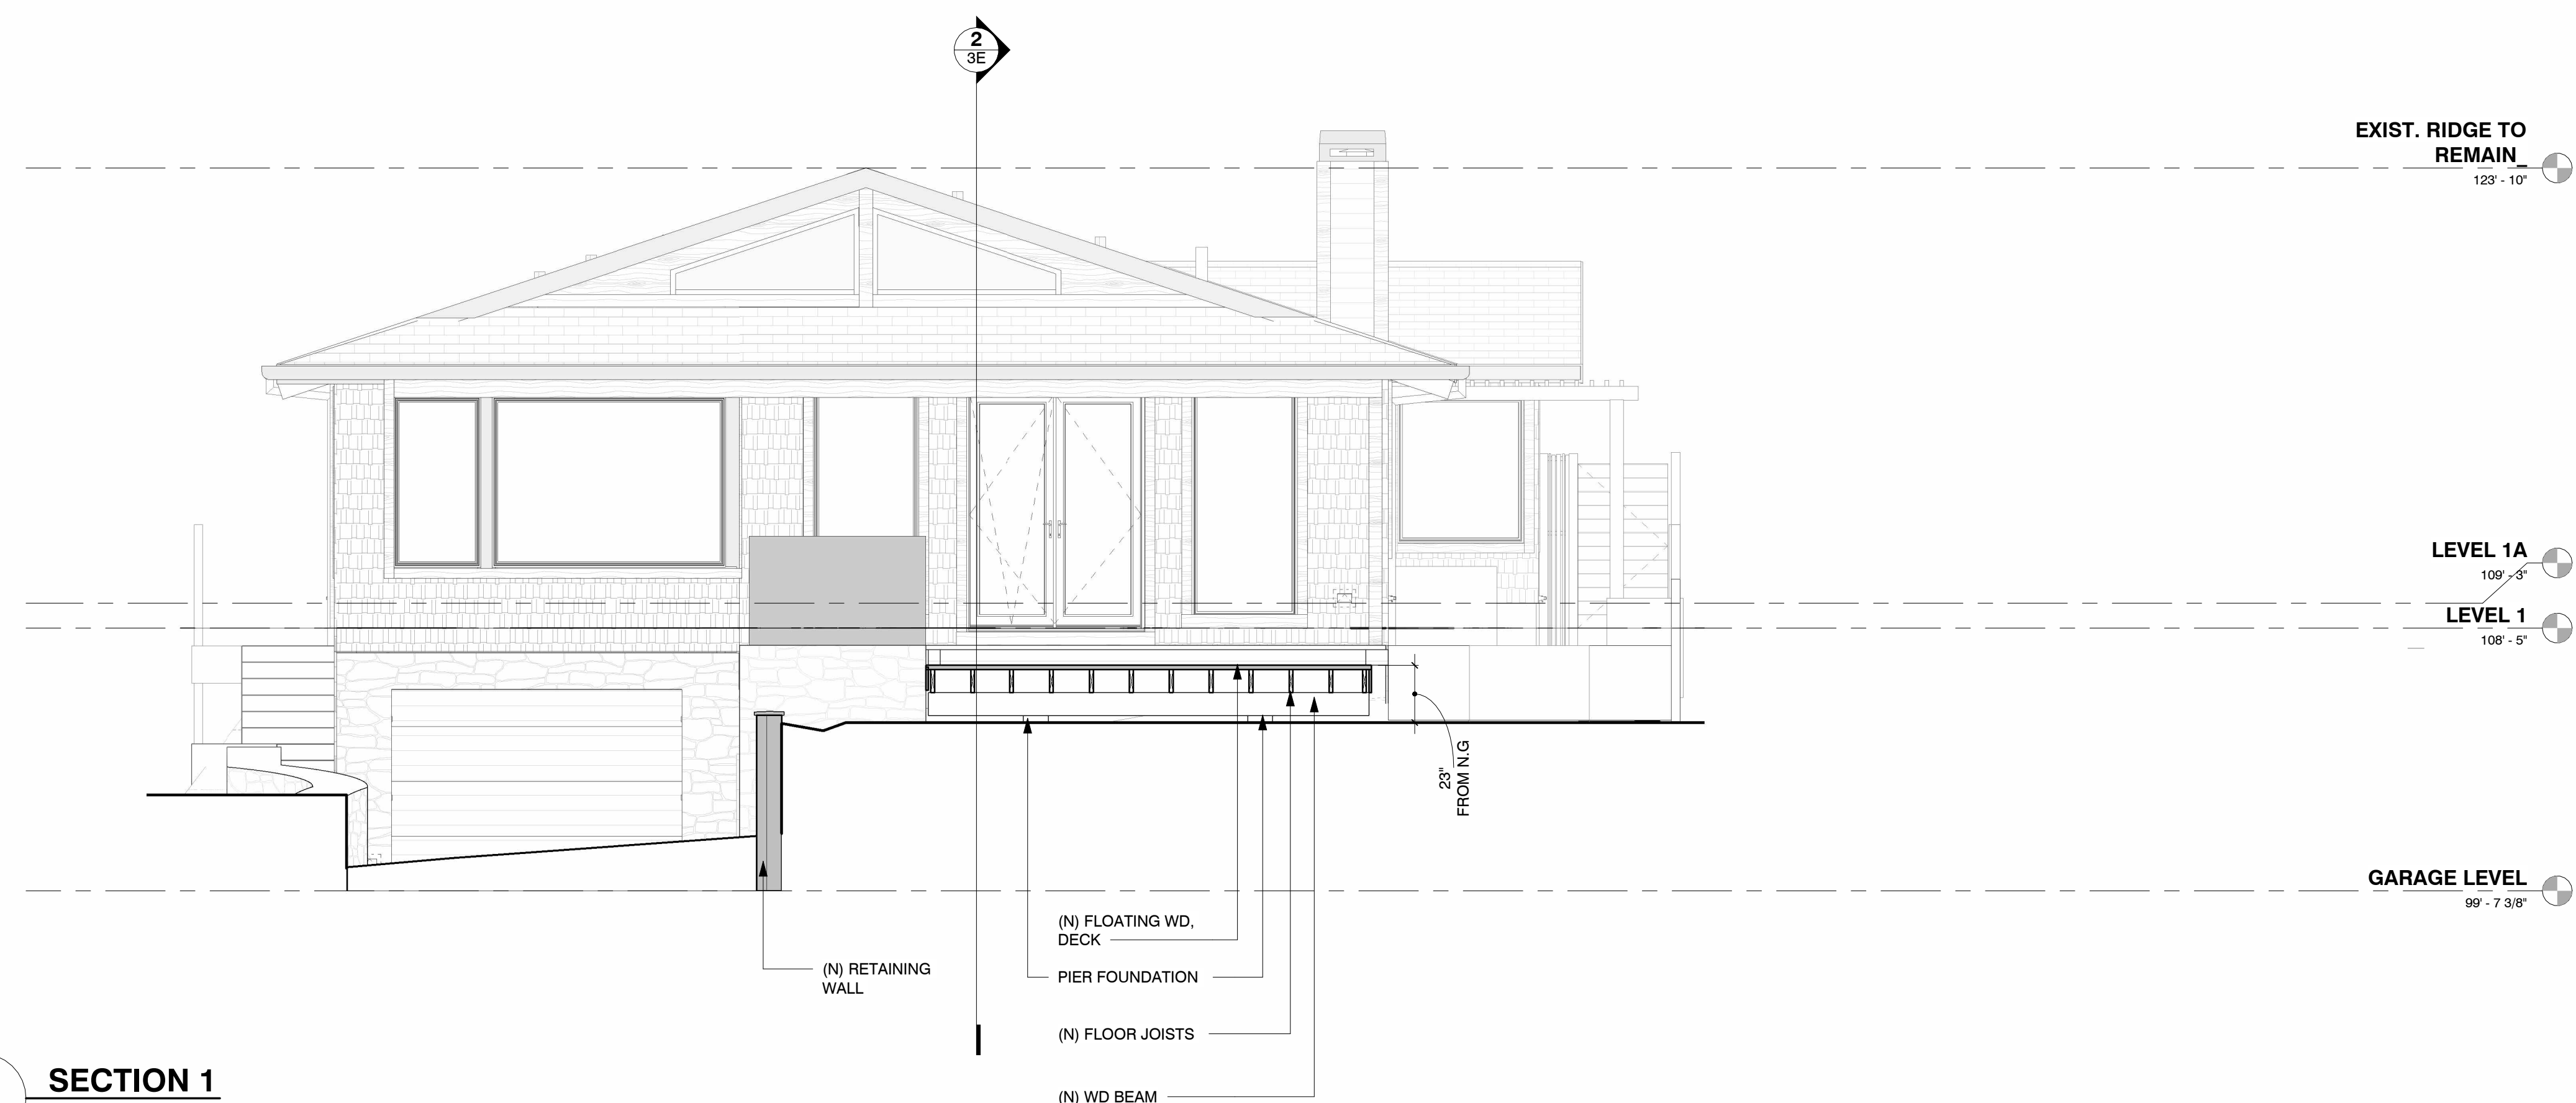 2
3E
EXIST. RIDGE TO
REMAIN_
123' - 10"
LEVEL 1A
109' - 3"
LEVEL 1
108' - 5"
23"
FROM N.G
GARAGE LEVEL
99' - 7 3/8"
(N) FLOATING WD,
DECK
(N) RETAINING
WALL
PIER FOUNDATION
(N) FLOOR JOISTS
SECTION 1
(N) WD BEAM